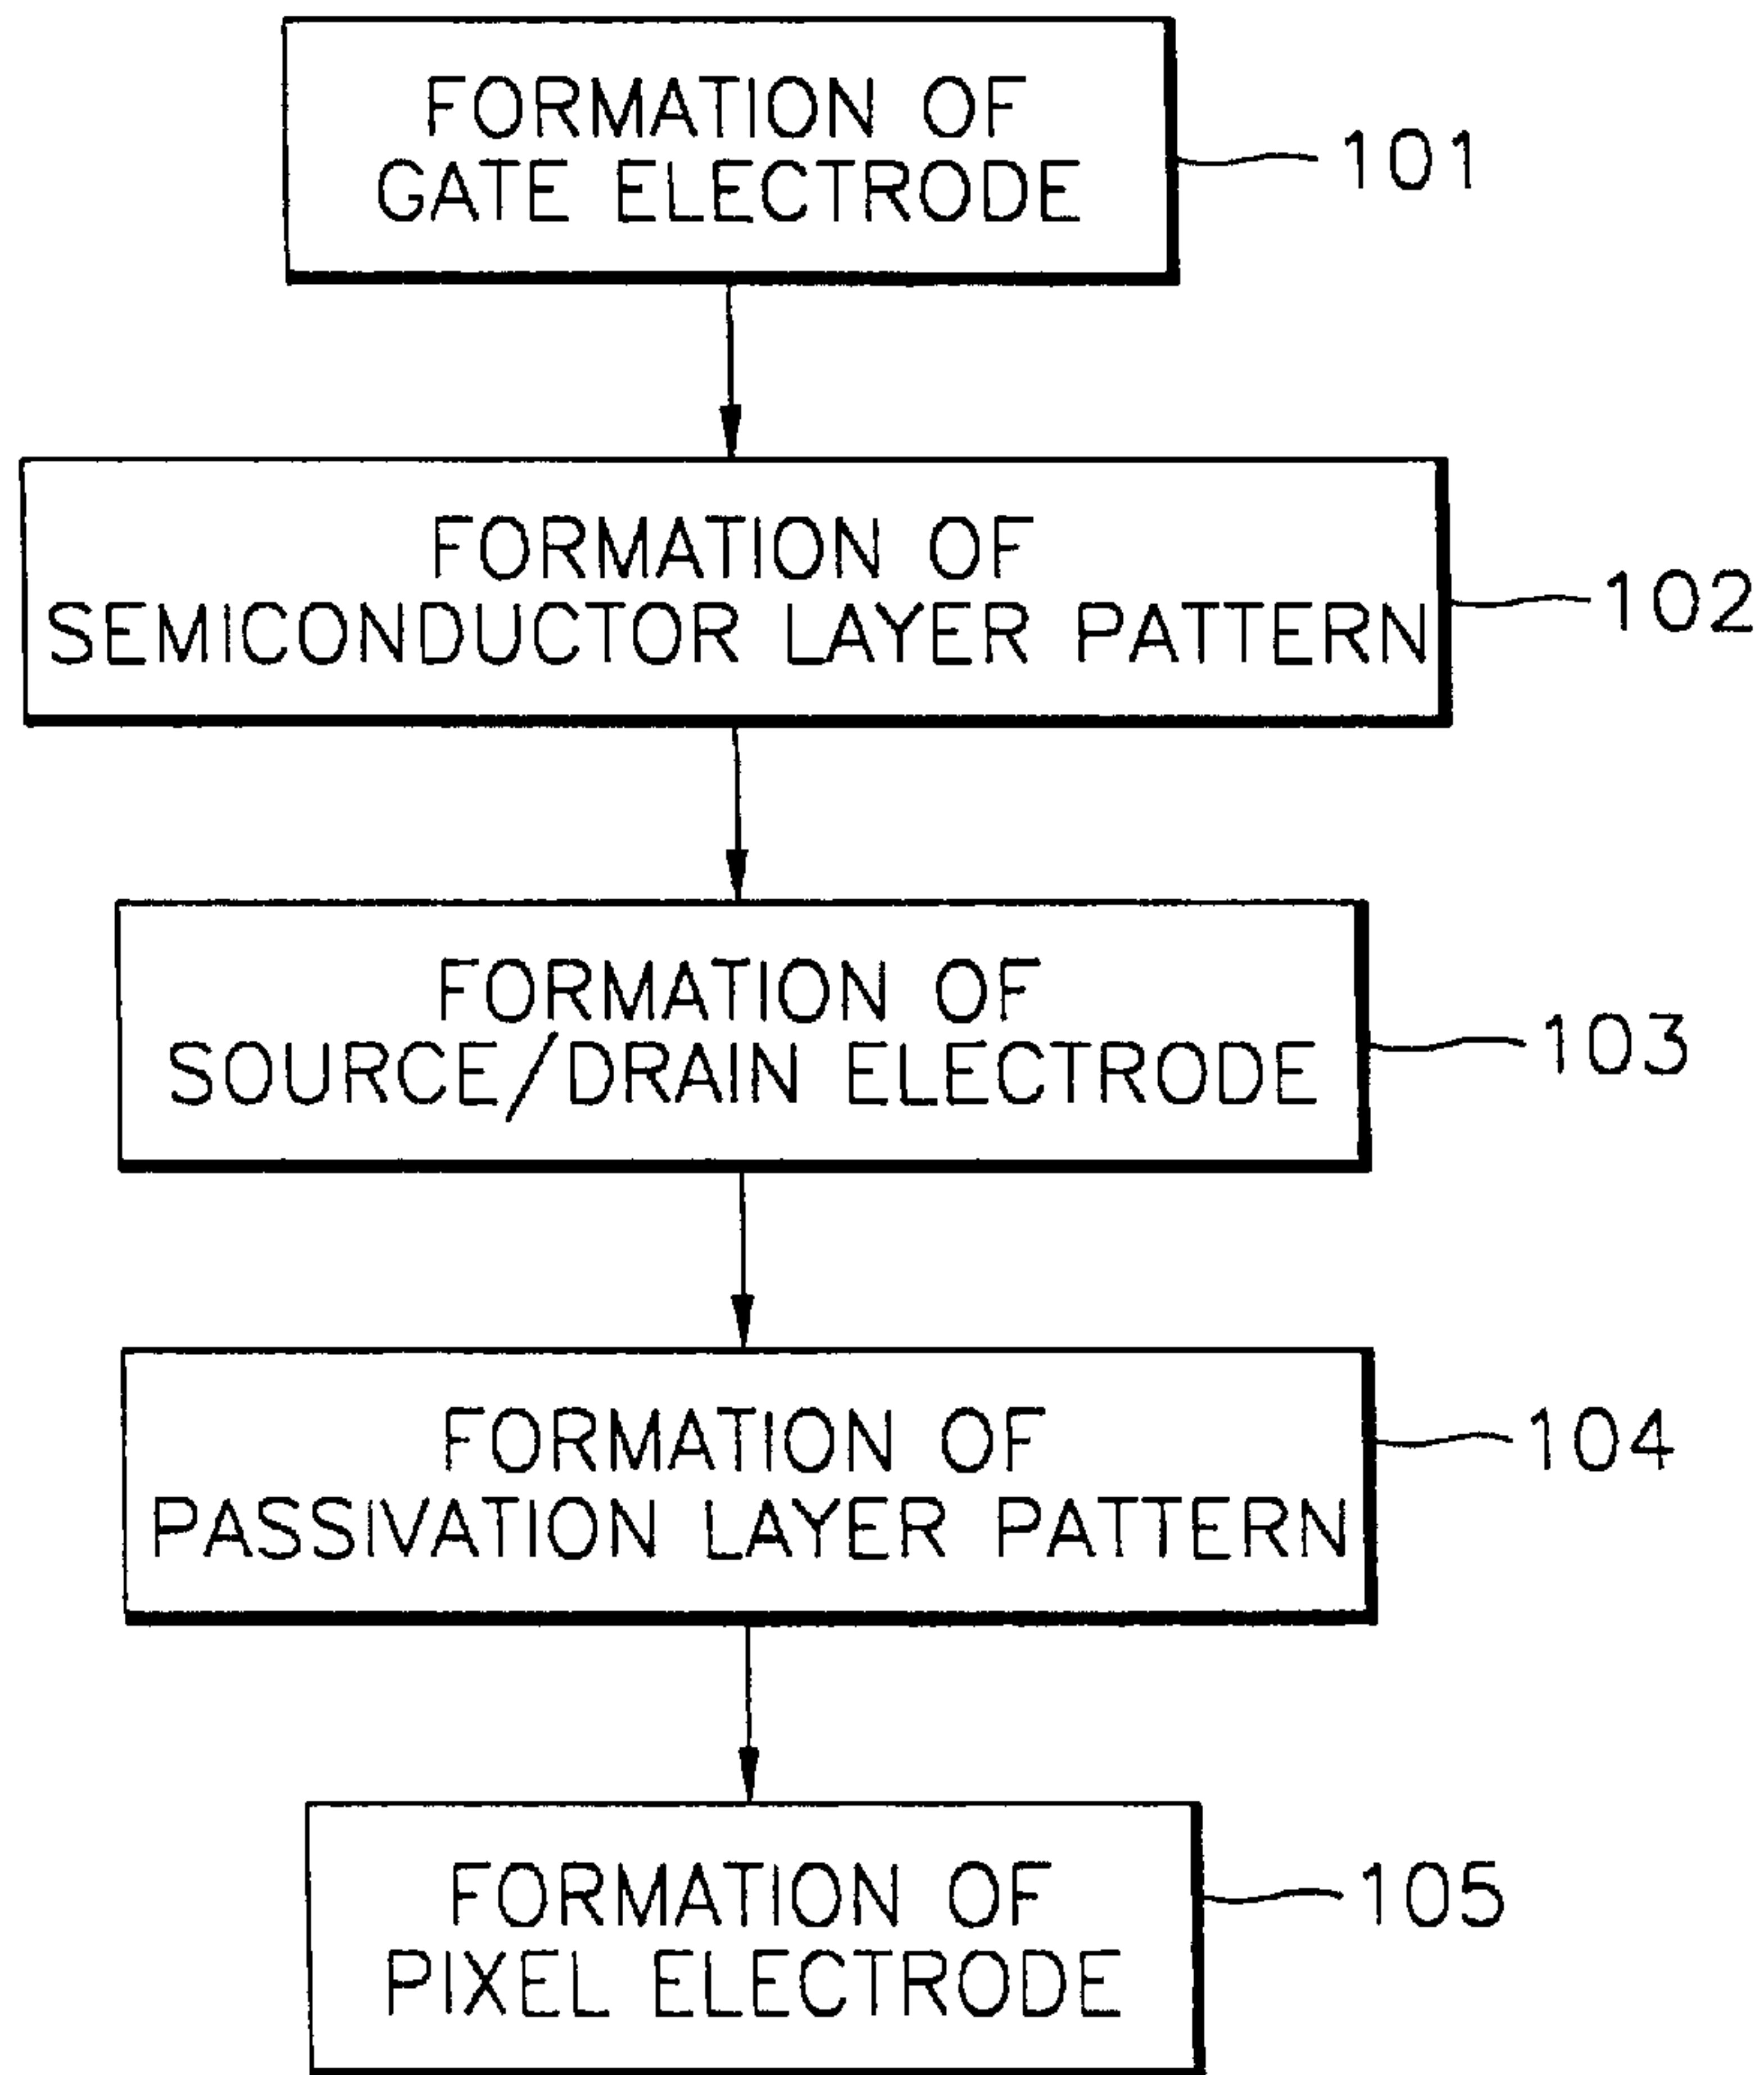 FORMATION OF
GATE ELECTRODE
101
FORMATION OF
SEMICONDUCTOR LAYER PATTERN
102
FORMATION OF
SOURCE/DRAIN ELECTRODE
103
FORMATION OF
PASSIVATION LAYER PATTERN
104
FORMATION OF
PIXEL ELECTRODE
105